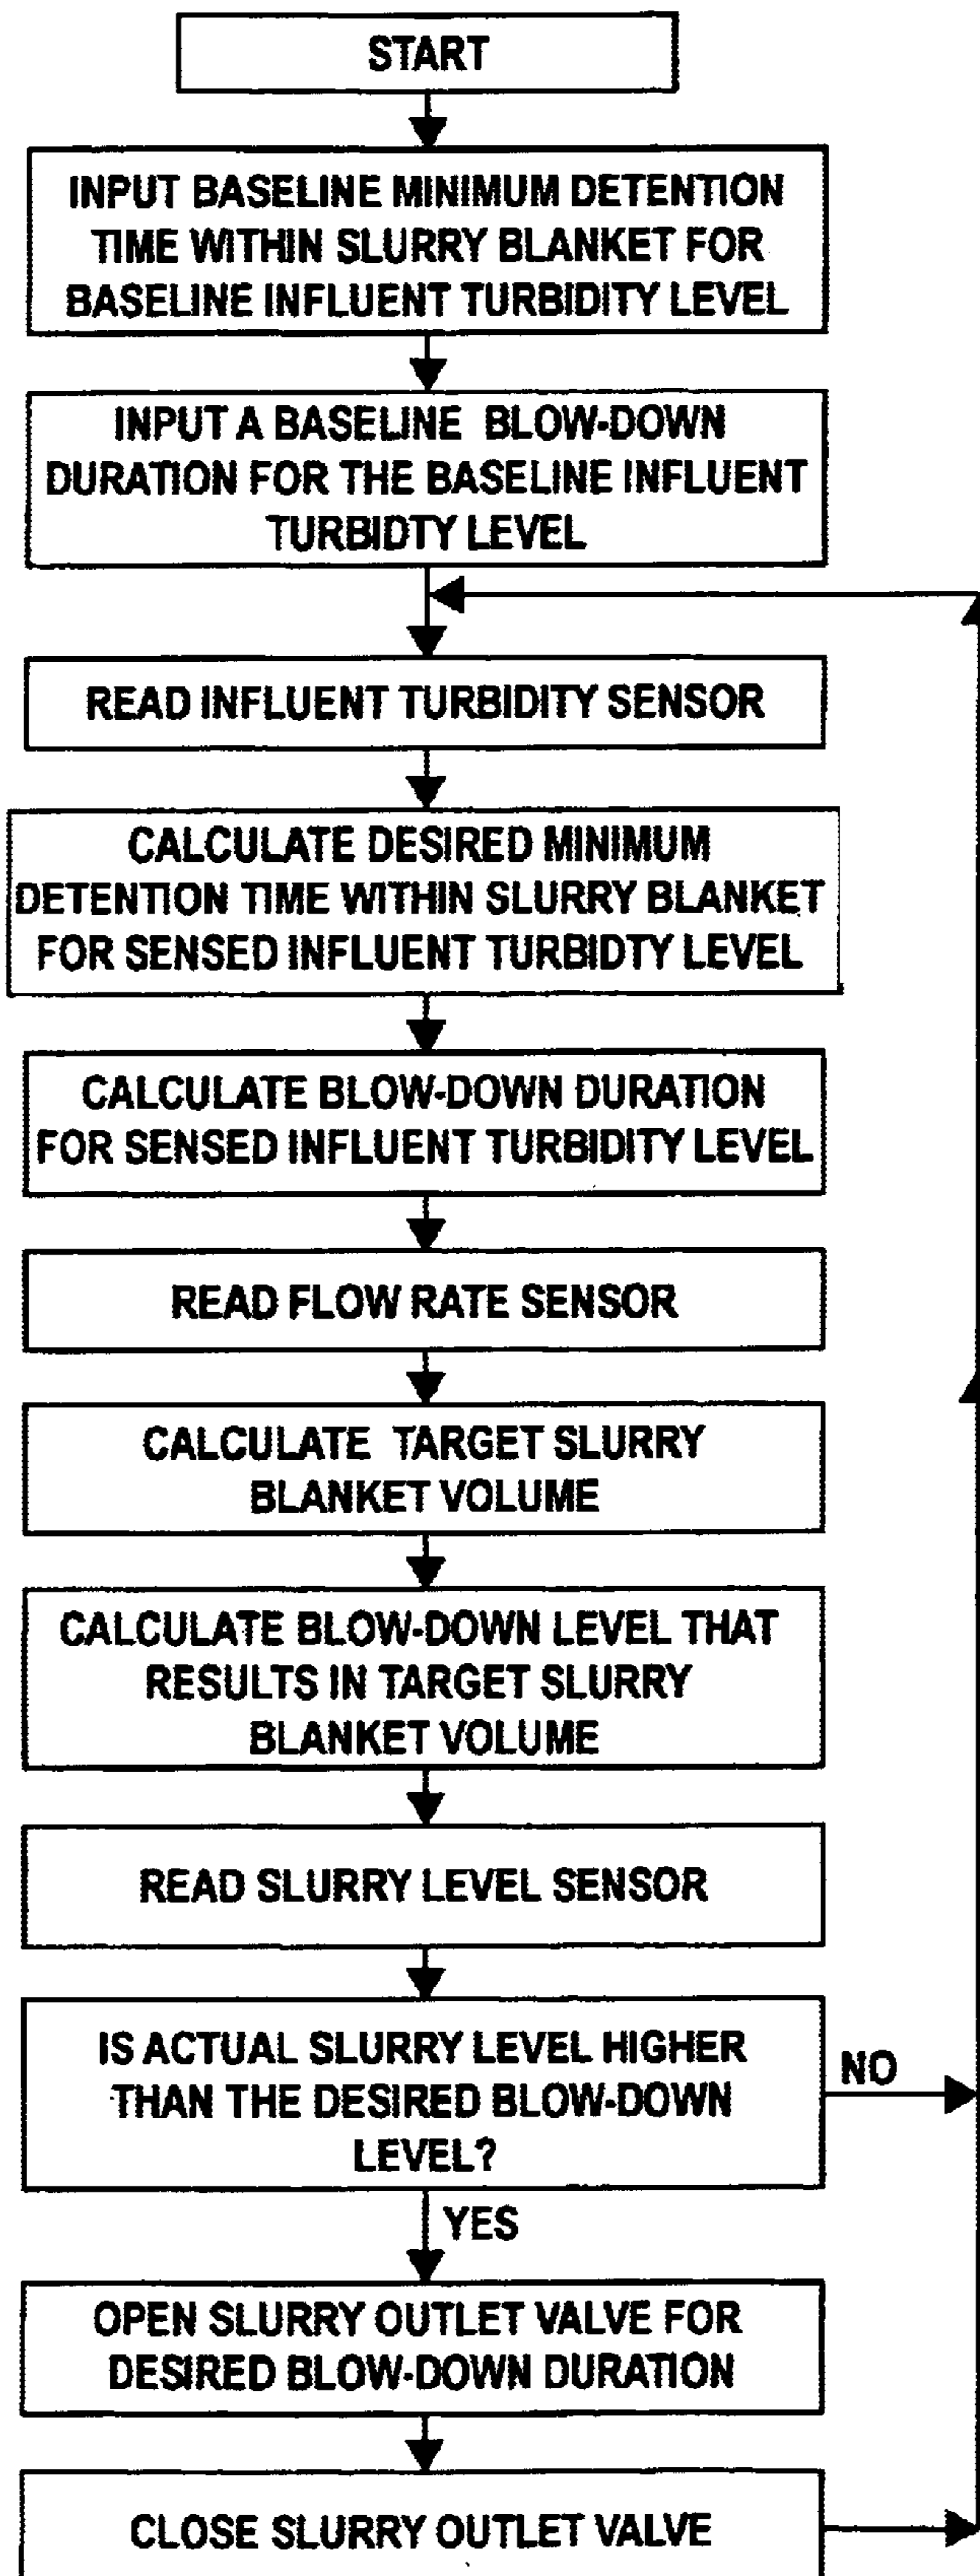 START
INPUT BASELINE MINIMUM DETENTION
TIME WITHIN SLURRY BLANKET FOR
BASELINE INFLUENT TURBIDITY LEVEL
INPUT A BASELINE BLOW-DOWN
DURATION FOR THE BASELINE INFLUENT
TURBIDTY LEVEL
READ INFLUENT TURBIDITY SENSOR
CALCULATE DESIRED MINIMUM
DETENTION TIME WITHIN SLURRY BLANKET
FOR SENSED INFLUENT TURBIDTY LEVEL
CALCULATE BLOW-DOWN DURATION
FOR SENSED INFLUENT TURBIDITY LEVEL
READ FLOW RATE SENSOR
CALCULATE TARGET SLURRY
BLANKET VOLUME
CALCULATE BLOW-DOWN LEVEL THAT
RESULTS IN TARGET SLURRY
BLANKET VOLUME
READ SLURRY LEVEL SENSOR
IS ACTUAL SLURRY LEVEL HIGHER
THAN THE DESIRED BLOW-DOWN
LEVEL?
NO
YES
OPEN SLURRY OUTLET VALVE FOR
DESIRED BLOW-DOWN DURATION
CLOSE SLURRY OUTLET VALVE